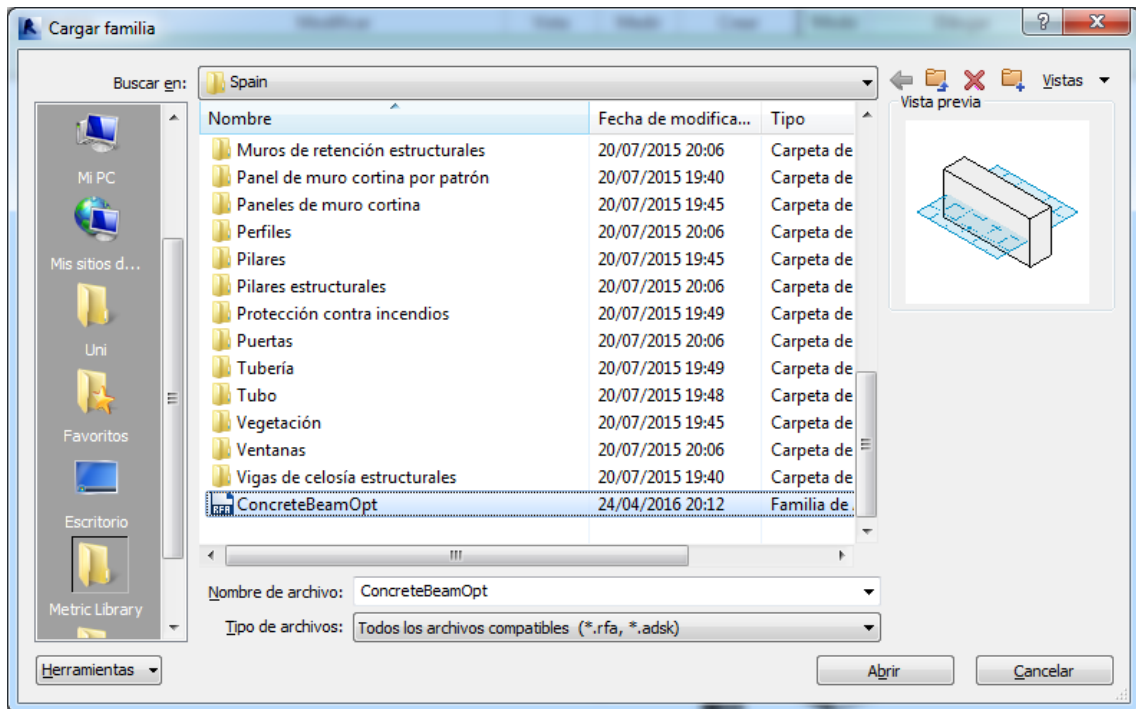 Cargar familia
Buscar en: Spain Vistas
Vista previa
Nombre Fecha de modifica... Tipo
Muros de retención estructurales 20/07/2015 20:06 Carpeta de
Panel de muro cortina por patrón 20/07/2015 19:40 Carpeta de
Paneles de muro cortina 20/07/2015 19:45 Carpeta de
Perfiles 20/07/2015 20:06 Carpeta de
Pilares 20/07/2015 19:45 Carpeta de
Pilares estructurales 20/07/2015 20:06 Carpeta de
Protección contra incendios 20/07/2015 19:49 Carpeta de
Puertas 20/07/2015 20:06 Carpeta de
Tubería 20/07/2015 19:49 Carpeta de
Tubo 20/07/2015 19:48 Carpeta de
Vegetación 20/07/2015 19:45 Carpeta de
Ventanas 20/07/2015 20:06 Carpeta de
Vigas de celosía estructurales 20/07/2015 19:40 Carpeta de
RFA ConcreteBeamOpt 24/04/2016 20:12 Familia de
Mi PC
Mis sitios d...
Uni
Favoritos
Escritorio
Metric Library
Nombre de archivo: ConcreteBeamOpt
Tipo de archivos: Todos los archivos compatibles (*.rfa, *.adsk)
Herramientas Abrir Cancelar